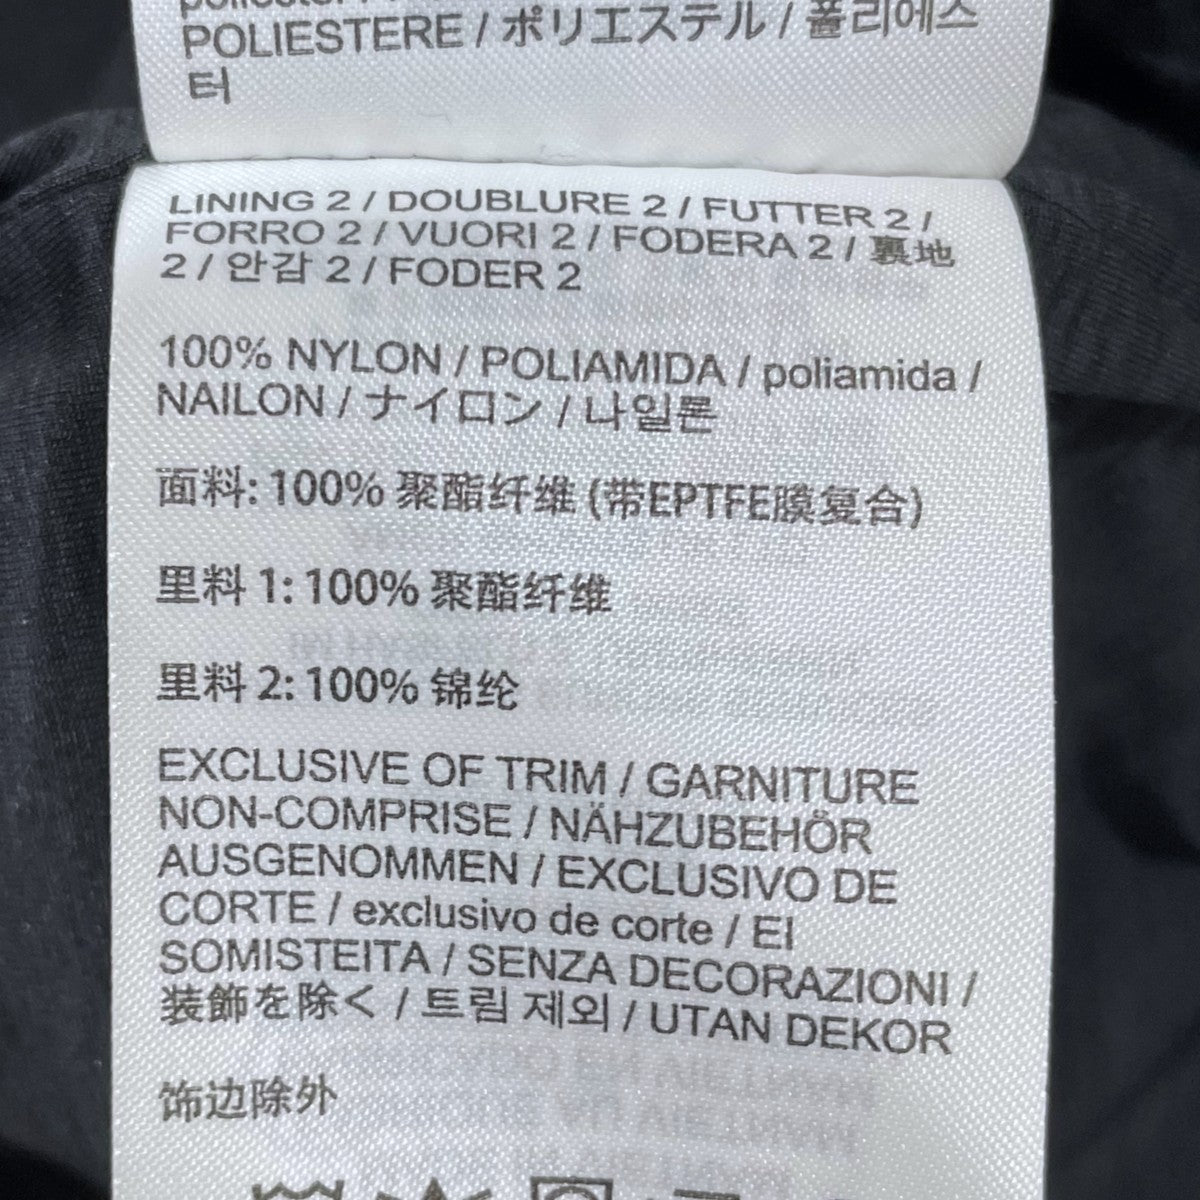 POLIESTERE / ポリエステル / 폴리에스
터
LINING 2 / DOUBLURE 2 / FUTTER 2 /
FORRO 2 / VUORI 2 / FODERA 2 / 裏地
2 / 안감 2 / FODER 2
100% NYLON / POLIAMIDA / poliamida /
NAILON / ナイロン / 나일론
面料: 100% 聚酯纤维 (带EPTFE膜复合)
里料 1: 100% 聚酯纤维
里料 2: 100% 锦纶
EXCLUSIVE OF TRIM / GARNITURE
NON-COMPRISE / NÄHZUBEHÖR
AUSGENOMMEN / EXCLUSIVO DE
CORTE / exclusivo de corte / EI
SOMISTEITA / SENZA DECORAZIONI /
装飾を除く / 트림 제외 / UTAN DEKOR
饰边除外